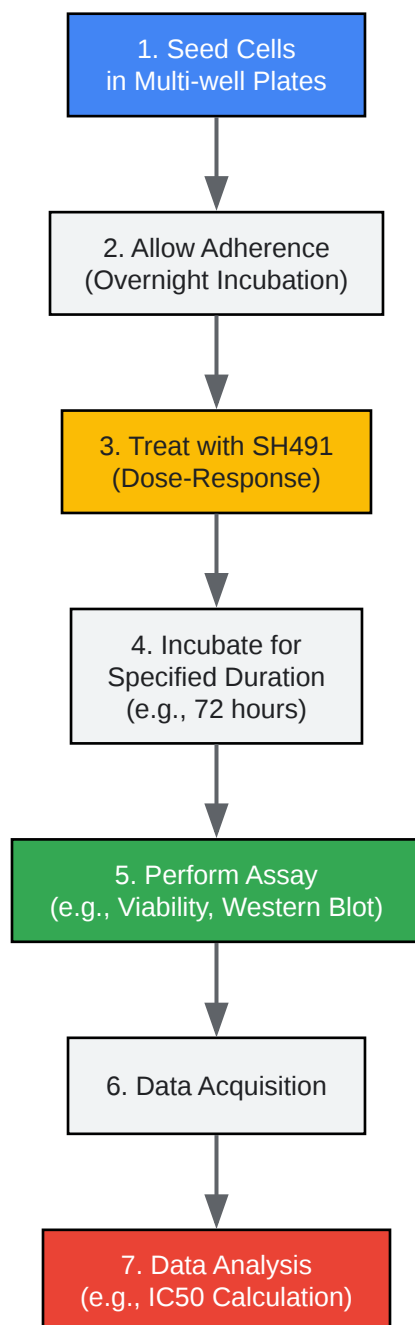 1. Seed Cells
in Multi-well Plates
2. Allow Adherence
(Overnight Incubation)
3. Treat with SH491
(Dose-Response)
4. Incubate for
Specified Duration
(e.g., 72 hours)
5. Perform Assay
(e.g., Viability, Western Blot)
6. Data Acquisition
7. Data Analysis
(e.g., IC50 Calculation)